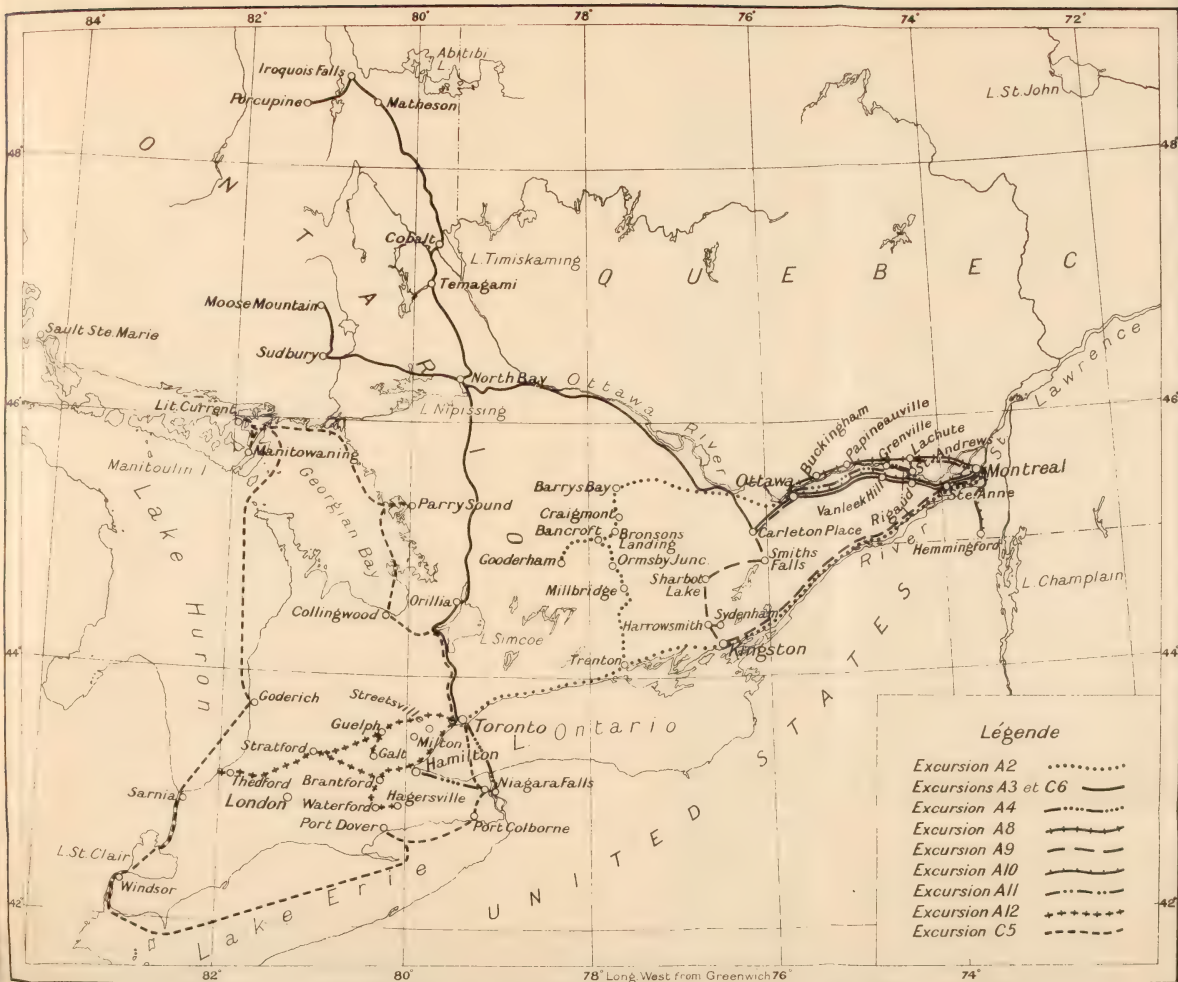 84°
82°
80°
78°
76°
74°
72°
Abitibi
L.
Iroquois Falls
Porcupine
Matheson
L. St. John
48°
48°
ONTARIO
Cobalt
L. Timiskaming
QUEBEC
Temagami
Moose Mountain
Sault Ste. Marie
Sudbury
North Bay
Ottawa
River
L. Nipissing
St. Lawrence
46°
46°
Lit. Current
Manitowaning
Manitoulin I
Georgian Bay
Parry Sound
Lake Huron
Buckingham
Papineauville
Grenville
Lachute
St. Andrews
Montreal
Ottawa
Vanleek Hill
Rigaud
Ste. Anne
Hemmingford
River
Barrys Bay
Craigmont
Bancroft
Bronsons
Landing
Gooderham
Ormsby Junc.
Millbridge
Carleton Place
Smiths
Falls
Sharbot
Lake
Sydenham
Harrowsmith
Kingston
L. Champlain
Collingwood
Orillia
L. Simcoe
Trenton
44°
44°
Goderich
Streetsville
Guelph
Toronto
L. Ontario
Stratford
Galt
Milton
Hamilton
Thedford
Brantford
Niagara Falls
Sarnia
London
Waterford
Hagersville
Port Dover
Port Colborne
L. St. Clair
Windsor
Lake Erie
UNITED STATES
42°
42°
Légende
Excursion A2
Excursions A3 et C6
Excursion A4
Excursion A8
Excursion A9
Excursion A10
Excursion A11
Excursion A12
Excursion C5
82°
80°
78°
Long. West from Greenwich
76°
74°